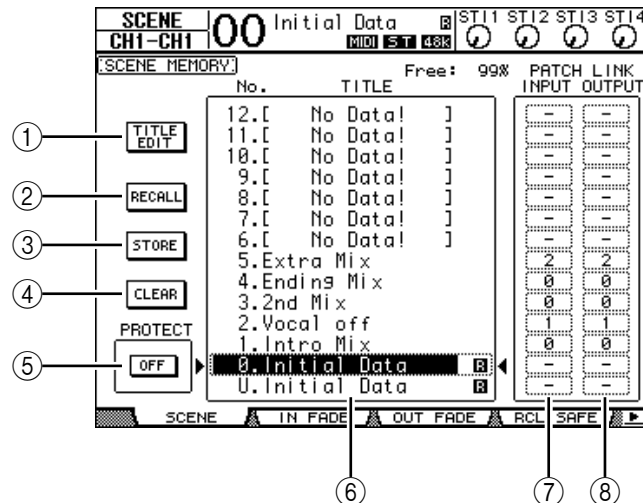 SCENE
CH1-CH1
00 Initial Data R
MIDI ST 48k
ST11 ST12 ST13 ST14
SCENE MEMORY
Free: 99%
PATCH LINK
INPUT OUTPUT
No. TITLE
12.[ No Data! ] - -
11.[ No Data! ] - -
10.[ No Data! ] - -
9.[ No Data! ] - -
8.[ No Data! ] - -
7.[ No Data! ] - -
6.[ No Data! ] - -
5.Extra Mix 2 2
4.Ending Mix 0 0
3.2nd Mix 0 0
2.Vocal off 1 1
1.Intro Mix 0 0
0.Initial Data R - -
U.Initial Data R - -
① TITLE EDIT
② RECALL
③ STORE
④ CLEAR
PROTECT
⑤ OFF
SCENE IN FADE OUT FADE RCL SAFE
⑥ ⑦ ⑧